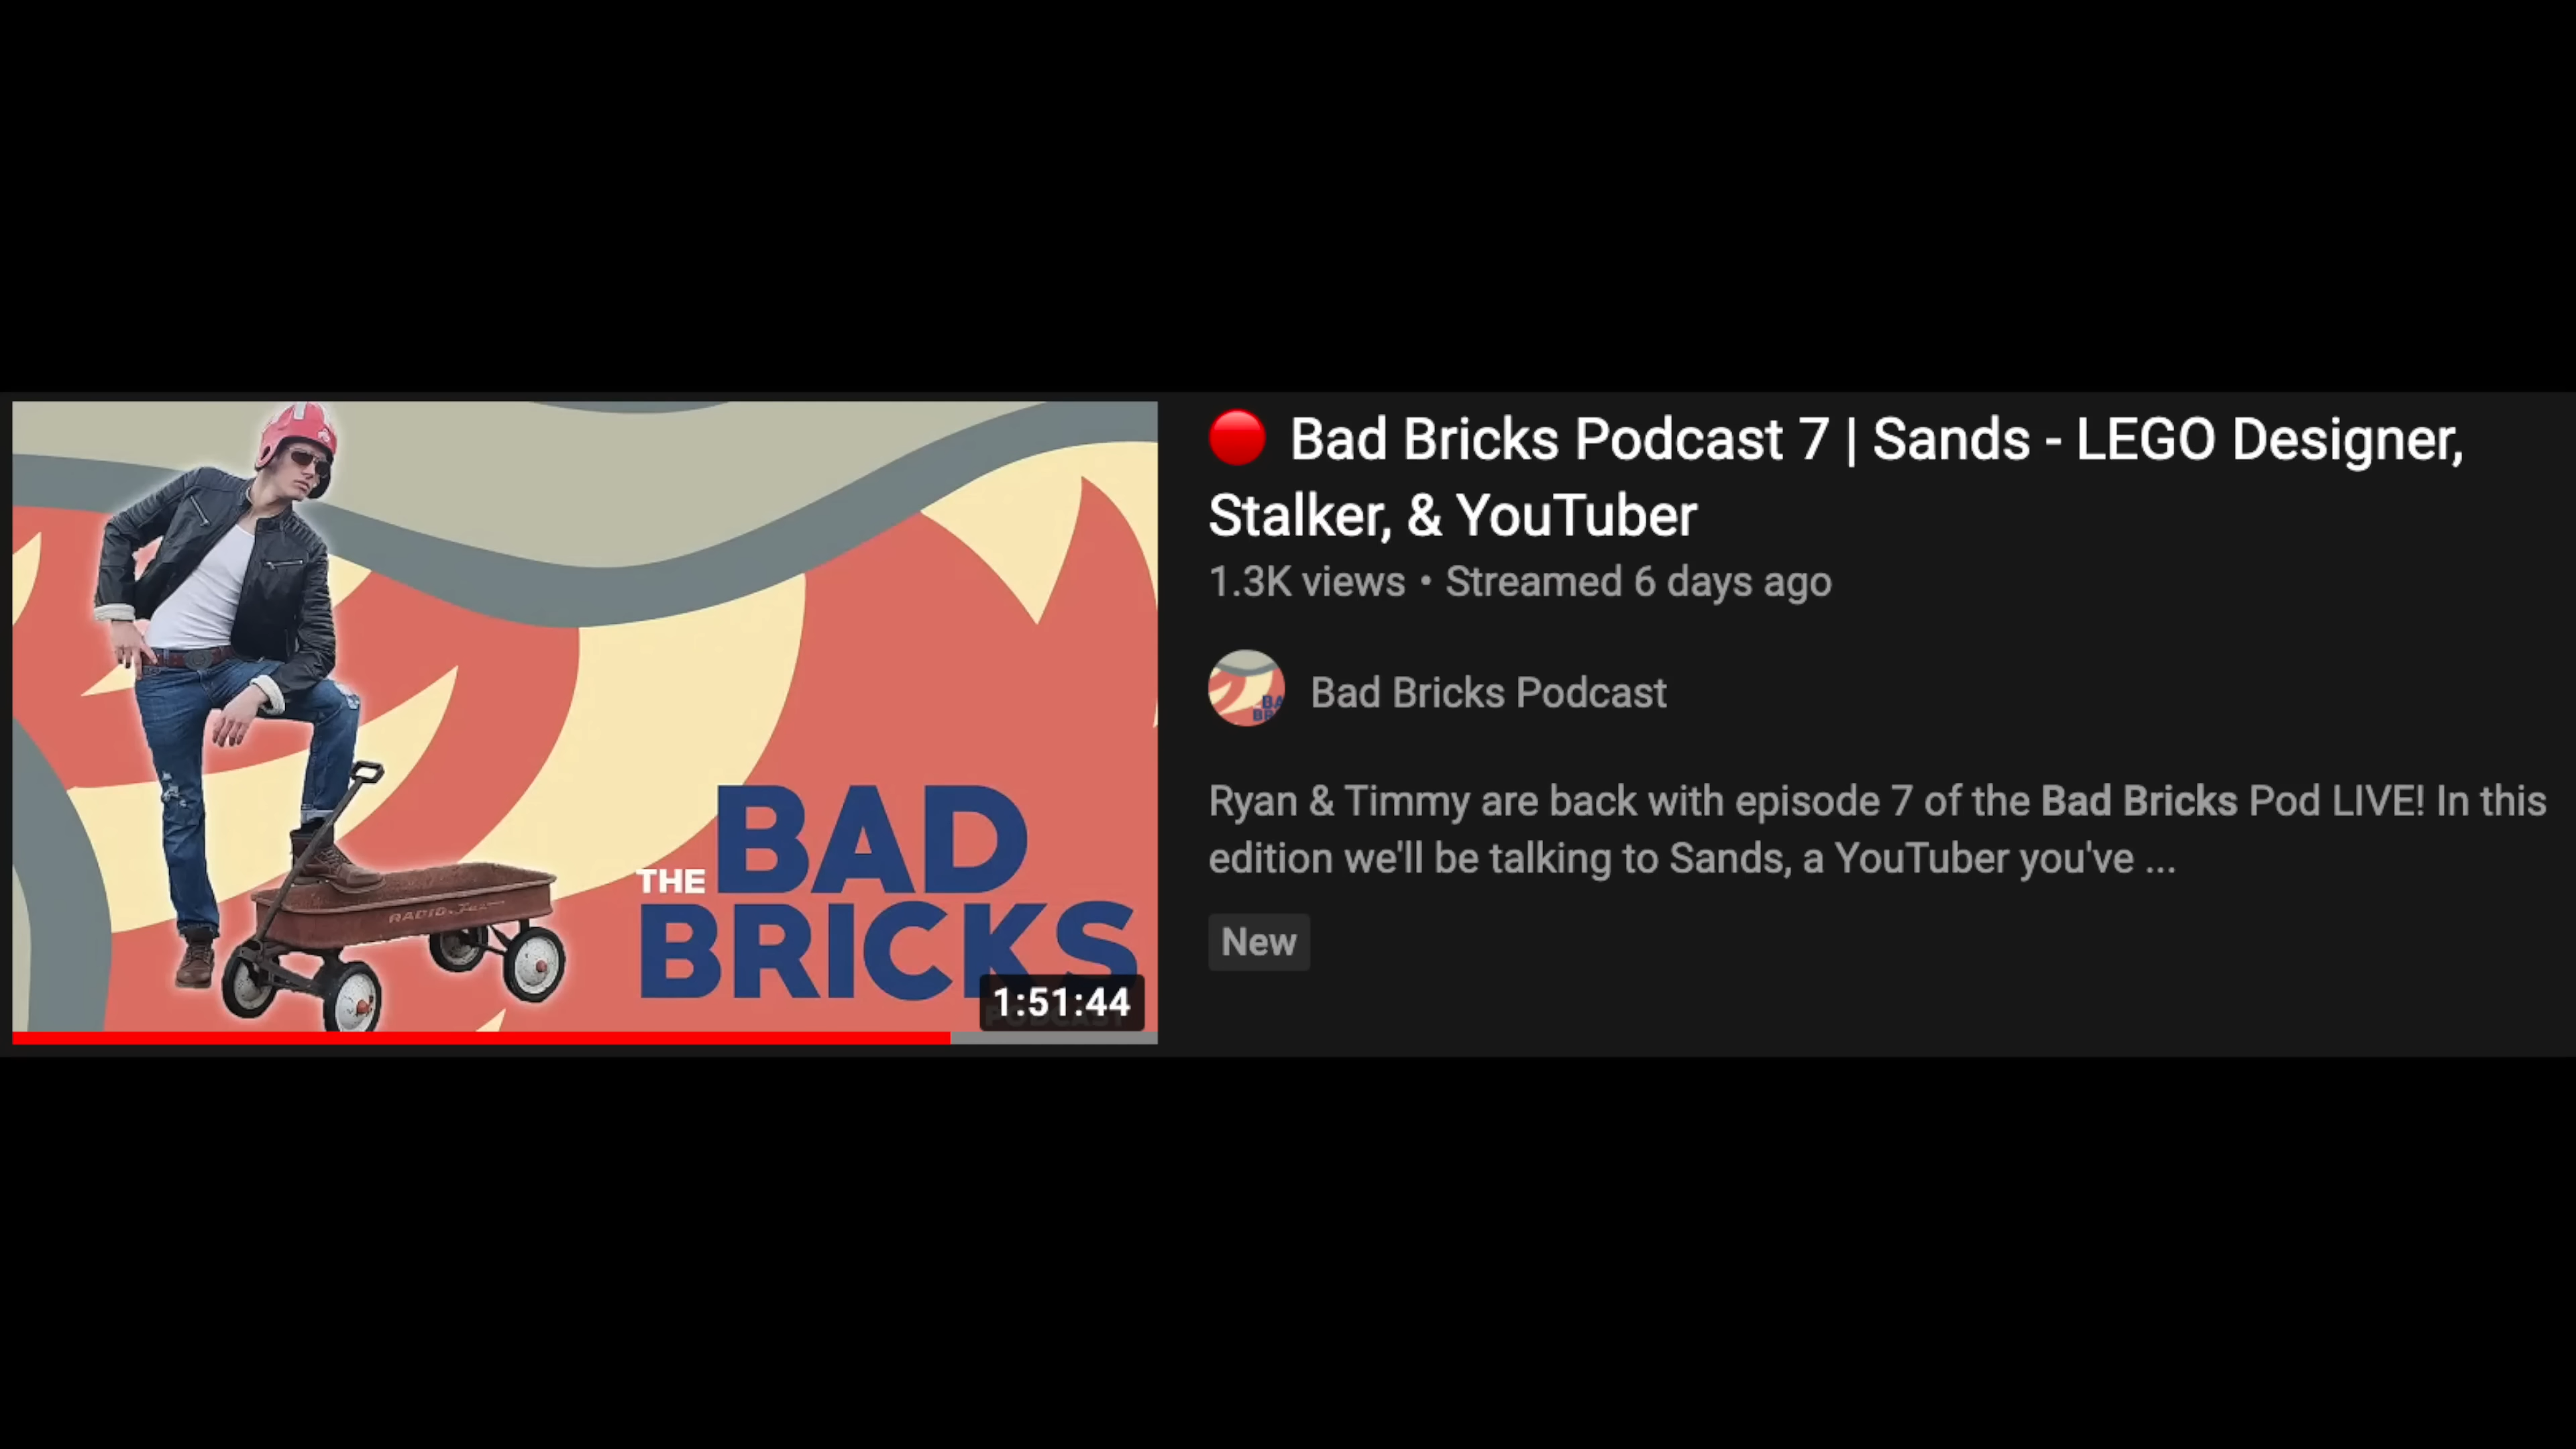 Bad Bricks Podcast 7 | Sands - LEGO Designer,
Stalker, & YouTuber
1.3K views • Streamed 6 days ago
Bad Bricks Podcast
Ryan & Timmy are back with episode 7 of the Bad Bricks Pod LIVE! In this
edition we'll be talking to Sands, a YouTuber you've ...
New
THE BAD
BRICKS
1:51:44
RADIO